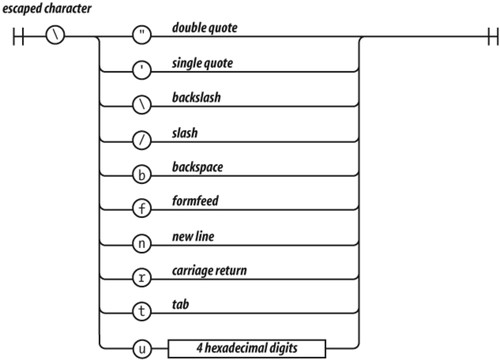 escaped character
\
" double quote
' single quote
\ backslash
/ slash
b backspace
f formfeed
n new line
r carriage return
t tab
u 4 hexadecimal digits